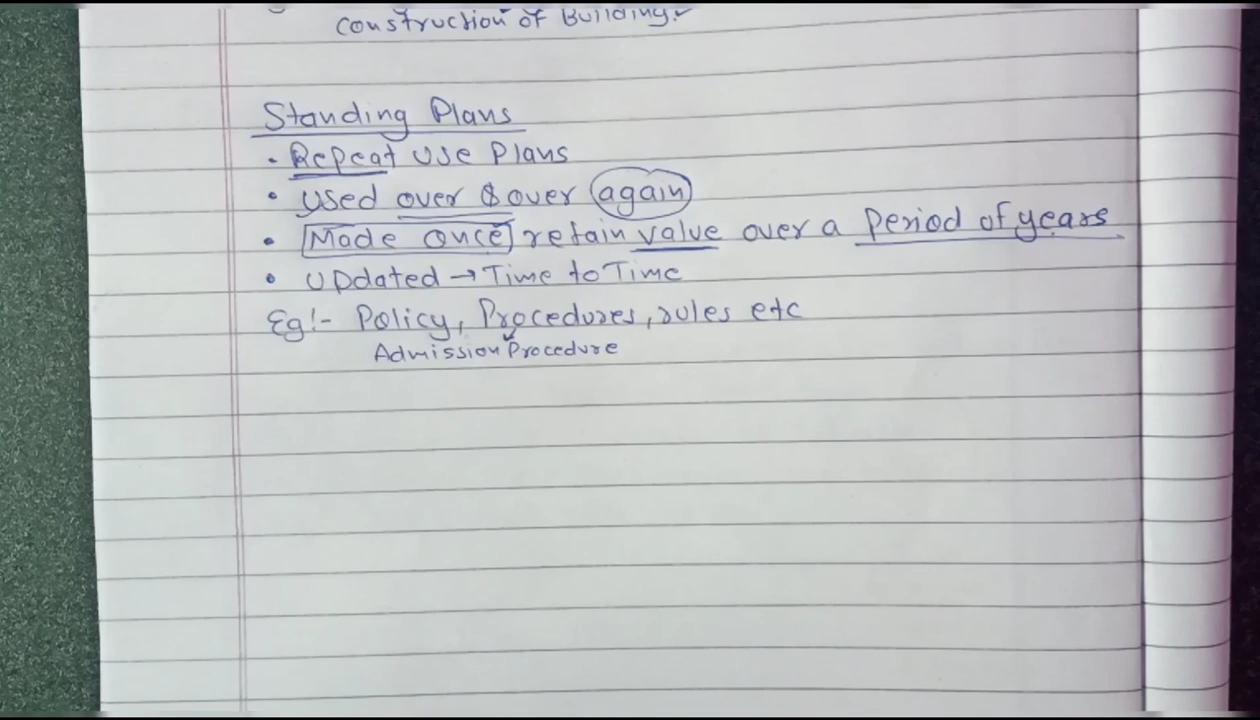 Construction of Building.
Standing Plans
• Repeat Use Plans
• Used over & over again
• Made once retain value over a period of years
• Updated → Time to Time
Eg:- Policy, Procedures, rules etc
Admission Procedure